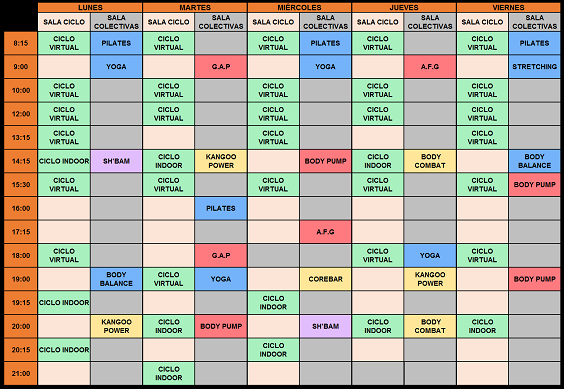 LUNES MARTES MIÉRCOLES JUEVES VIERNES
SALA CICLO SALA COLECTIVAS SALA CICLO SALA COLECTIVAS SALA CICLO SALA COLECTIVAS SALA CICLO SALA COLECTIVAS SALA CICLO SALA COLECTIVAS
8:15 CICLO VIRTUAL PILATES CICLO VIRTUAL CICLO VIRTUAL PILATES CICLO VIRTUAL CICLO VIRTUAL PILATES
9:00 YOGA G.A.P YOGA A.F.G STRETCHING
10:00 CICLO VIRTUAL CICLO VIRTUAL CICLO VIRTUAL CICLO VIRTUAL CICLO VIRTUAL
12:00 CICLO VIRTUAL CICLO VIRTUAL CICLO VIRTUAL CICLO VIRTUAL CICLO VIRTUAL
13:15 CICLO VIRTUAL CICLO VIRTUAL CICLO VIRTUAL
14:15 CICLO INDOOR SH'BAM CICLO INDOOR KANGOO POWER BODY PUMP CICLO INDOOR BODY COMBAT BODY BALANCE
15:30 CICLO VIRTUAL CICLO VIRTUAL CICLO VIRTUAL CICLO VIRTUAL CICLO VIRTUAL BODY PUMP
16:00 PILATES
17:15 A.F.G
18:00 CICLO VIRTUAL G.A.P CICLO VIRTUAL YOGA CICLO VIRTUAL
19:00 BODY BALANCE CICLO VIRTUAL YOGA COREBAR KANGOO POWER BODY PUMP
19:15 CICLO INDOOR CICLO INDOOR
20:00 KANGOO POWER CICLO INDOOR BODY PUMP SH'BAM CICLO INDOOR BODY COMBAT CICLO INDOOR
20:15 CICLO INDOOR CICLO INDOOR
21:00 CICLO INDOOR